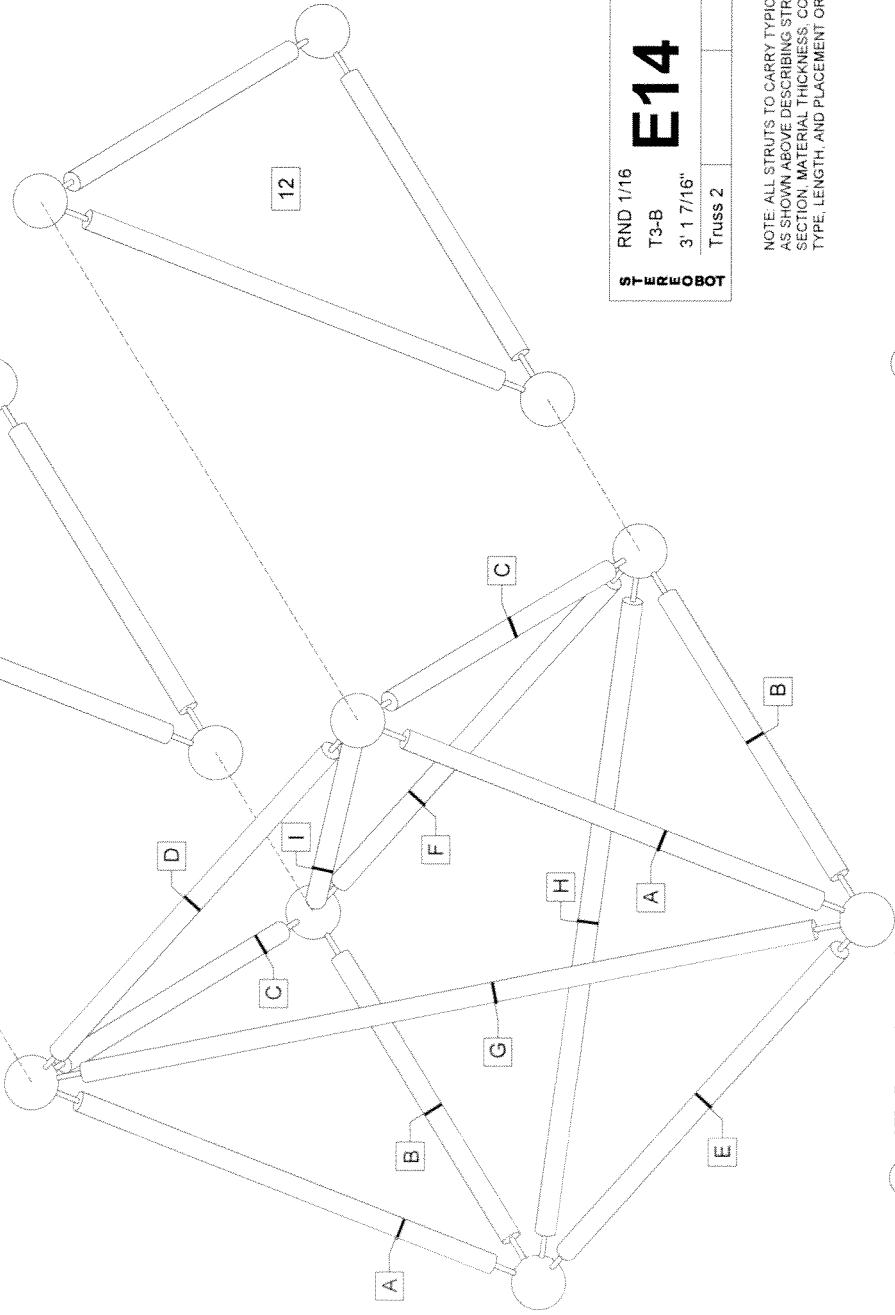 12
D
I
C
C
F
H
A
G
B
B
A
E
STEREOBOT
RND 1/16
T3-B
3' 1 7/16"
E14
Truss 2
NOTE: ALL STRUTS TO CARRY TYPIC
AS SHOWN ABOVE DESCRIBING STR
SECTION, MATERIAL THICKNESS, CO
TYPE, LENGTH, AND PLACEMENT OR